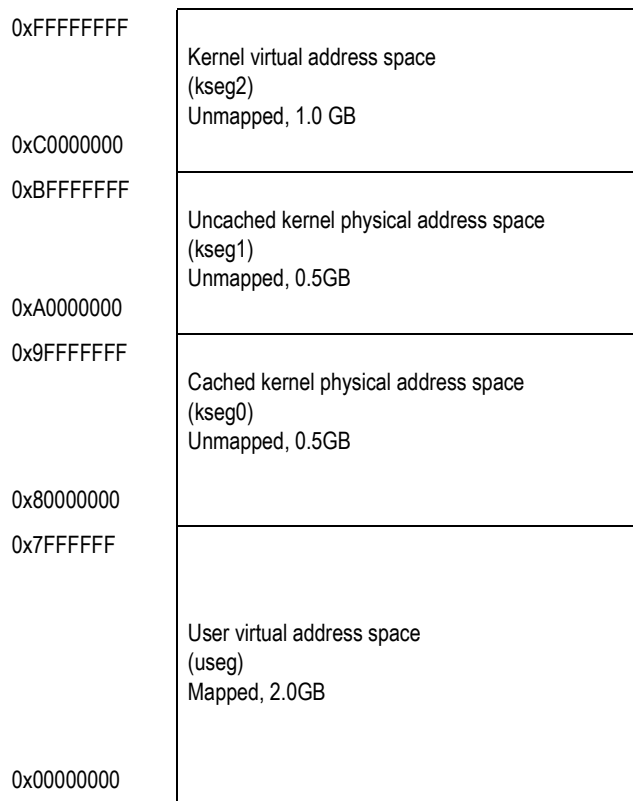 0xFFFFFFFF
Kernel virtual address space
(kseg2)
Unmapped, 1.0 GB
0xC0000000
0xBFFFFFFF
Uncached kernel physical address space
(kseg1)
Unmapped, 0.5GB
0xA0000000
0x9FFFFFFF
Cached kernel physical address space
(kseg0)
Unmapped, 0.5GB
0x80000000
0x7FFFFFF
User virtual address space
(useg)
Mapped, 2.0GB
0x00000000